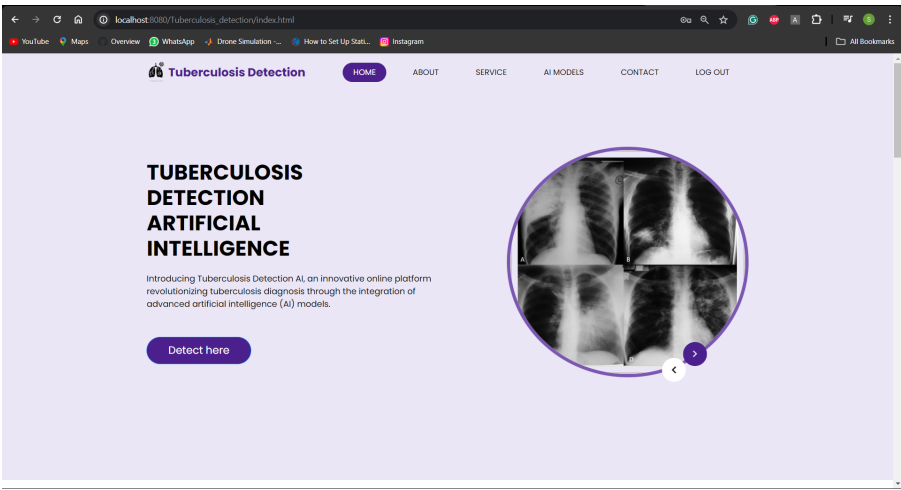 localhost:8080/Tuberculosis_detection/index.html
YouTube Maps Overview WhatsApp Drone Simulation -... How to Set Up Stati... Instagram All Bookmarks
Tuberculosis Detection HOME ABOUT SERVICE AI MODELS CONTACT LOG OUT
TUBERCULOSIS
DETECTION
ARTIFICIAL
INTELLIGENCE
Introducing Tuberculosis Detection AI, an innovative online platform
revolutionizing tuberculosis diagnosis through the integration of
advanced artificial intelligence (AI) models.
Detect here
A B
D